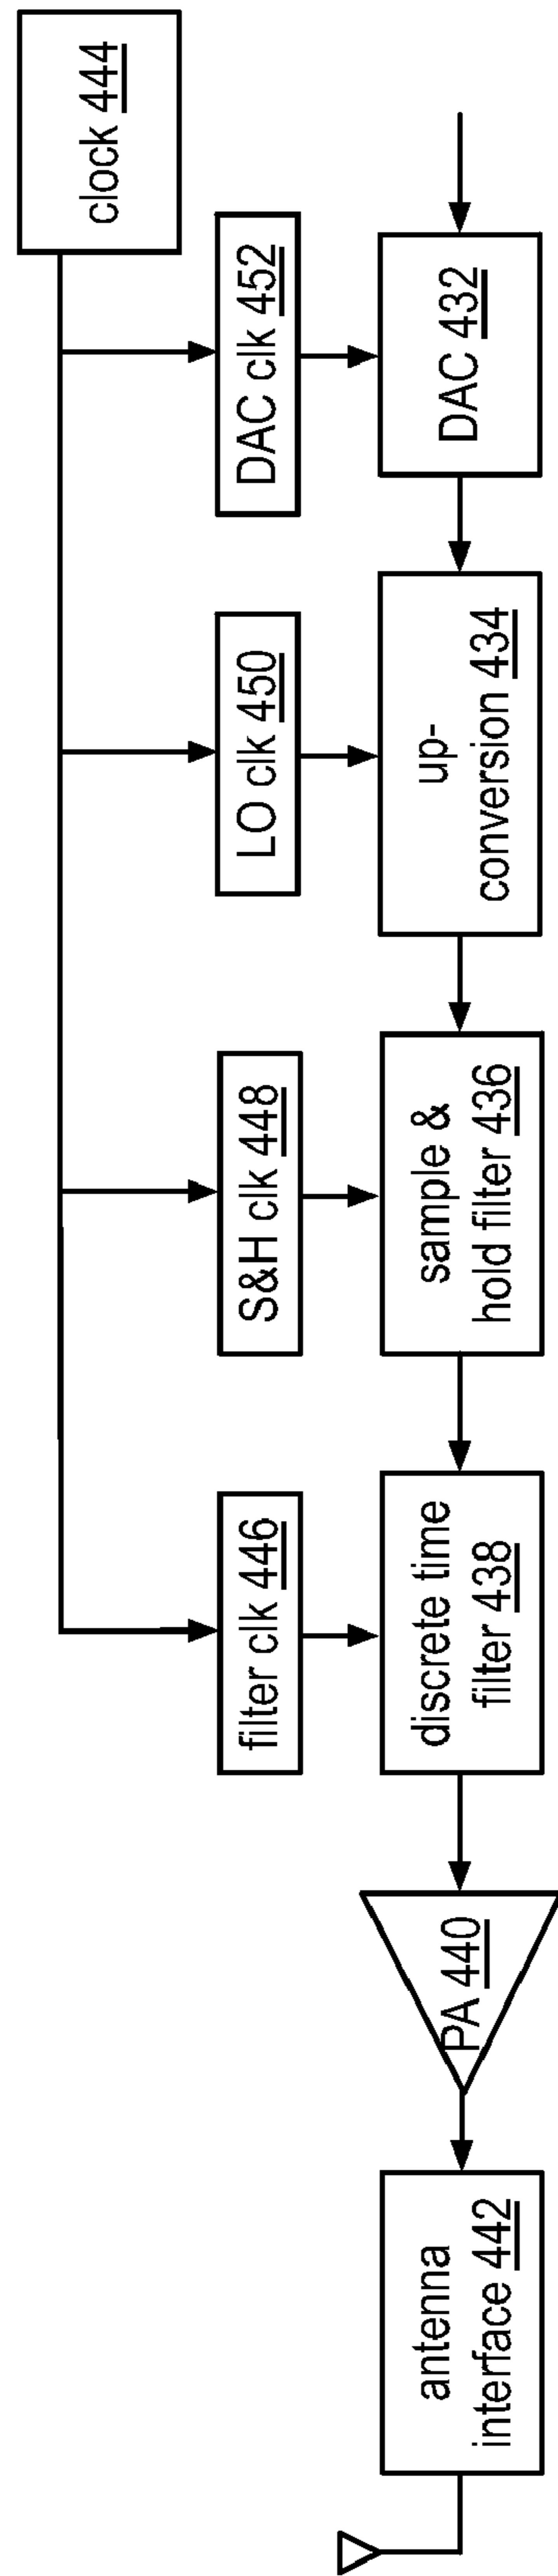 clock 444
filter clk 446
S&H clk 448
LO clk 450
DAC clk 452
antenna
interface 442
PA 440
discrete time
filter 438
sample &
hold filter 436
up-
conversion 434
DAC 432